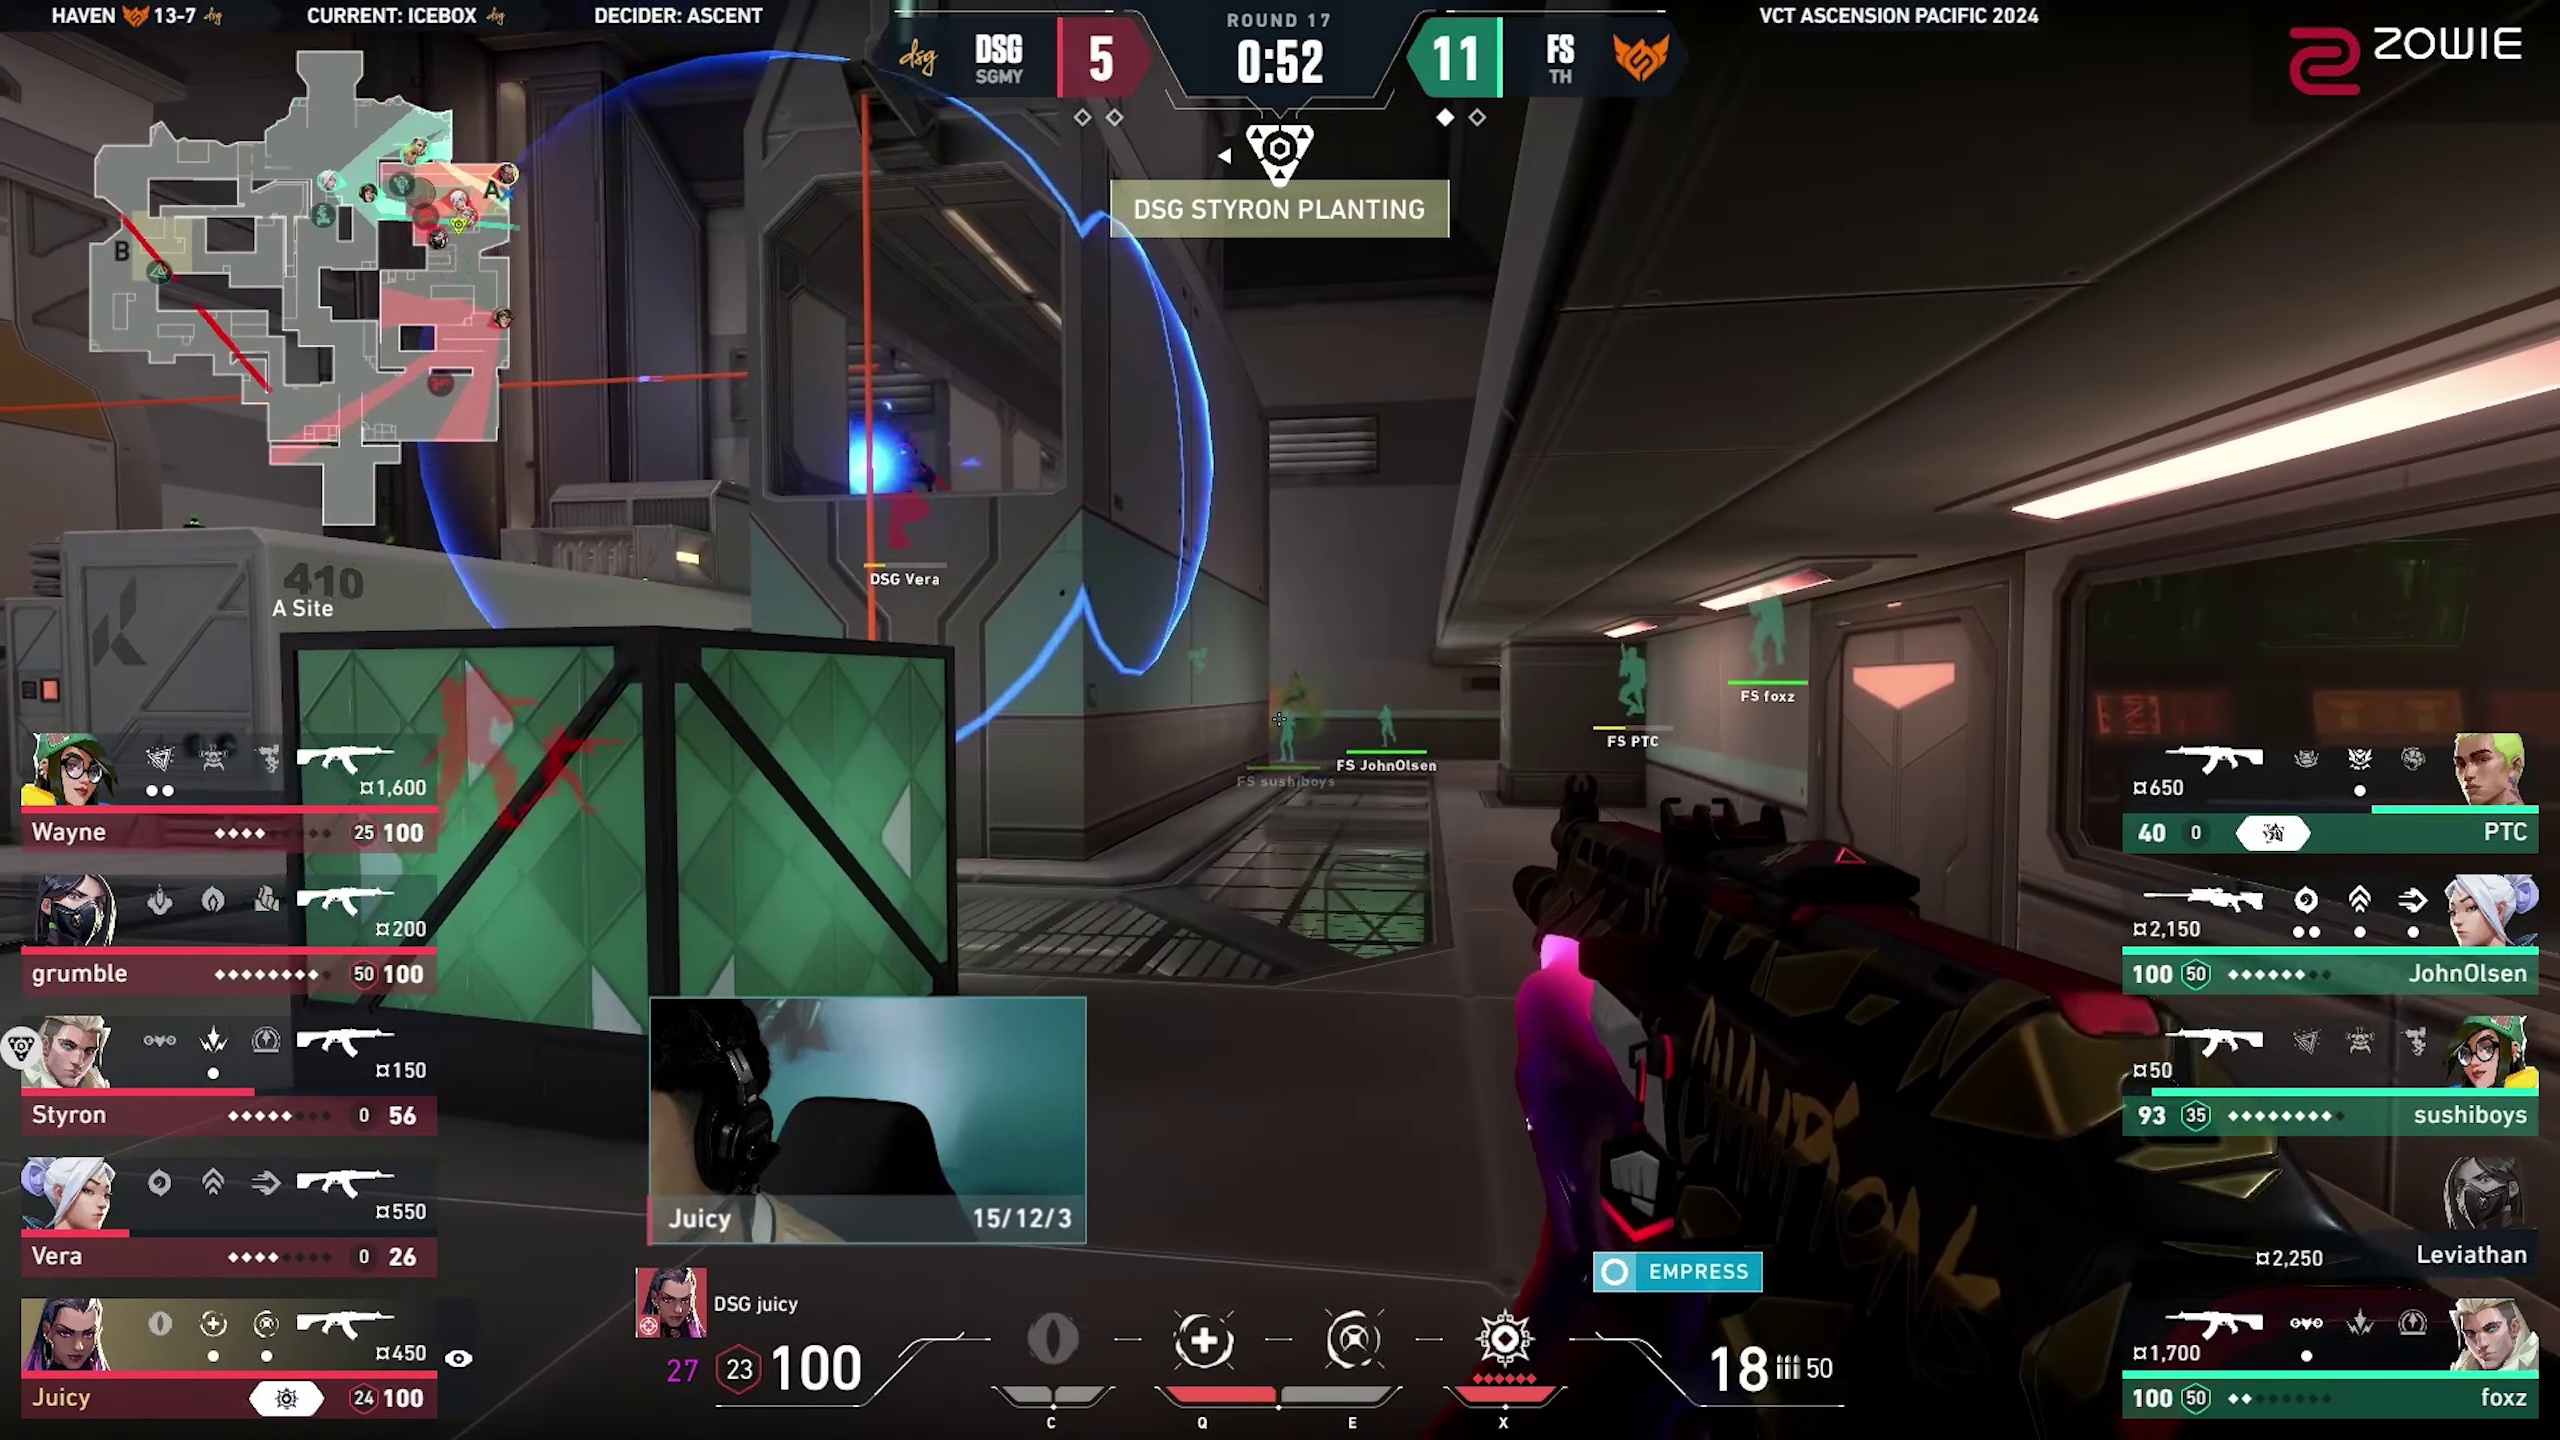 HAVEN 13-7 dsg
CURRENT: ICEBOX dsg
DECIDER: ASCENT
VCT ASCENSION PACIFIC 2024
ZOWIE
dsg DSG
SGMY
5
ROUND 17
0:52
11
FS
TH
DSG STYRON PLANTING
A
B
410
A Site
DSG Vera
FS foxz
FS PTC
FS JohnOlsen
FS sushiboys
1,600
Wayne 25 100
200
grumble 50 100
150
Styron 0 56
550
Vera 0 26
450
Juicy 24 100
650
40 0 PTC
2,150
100 50 JohnOlsen
50
93 35 sushiboys
2,250 Leviathan
1,700
100 50 foxz
Juicy 15/12/3
DSG juicy
27 23 100
C Q E X
EMPRESS
18 50